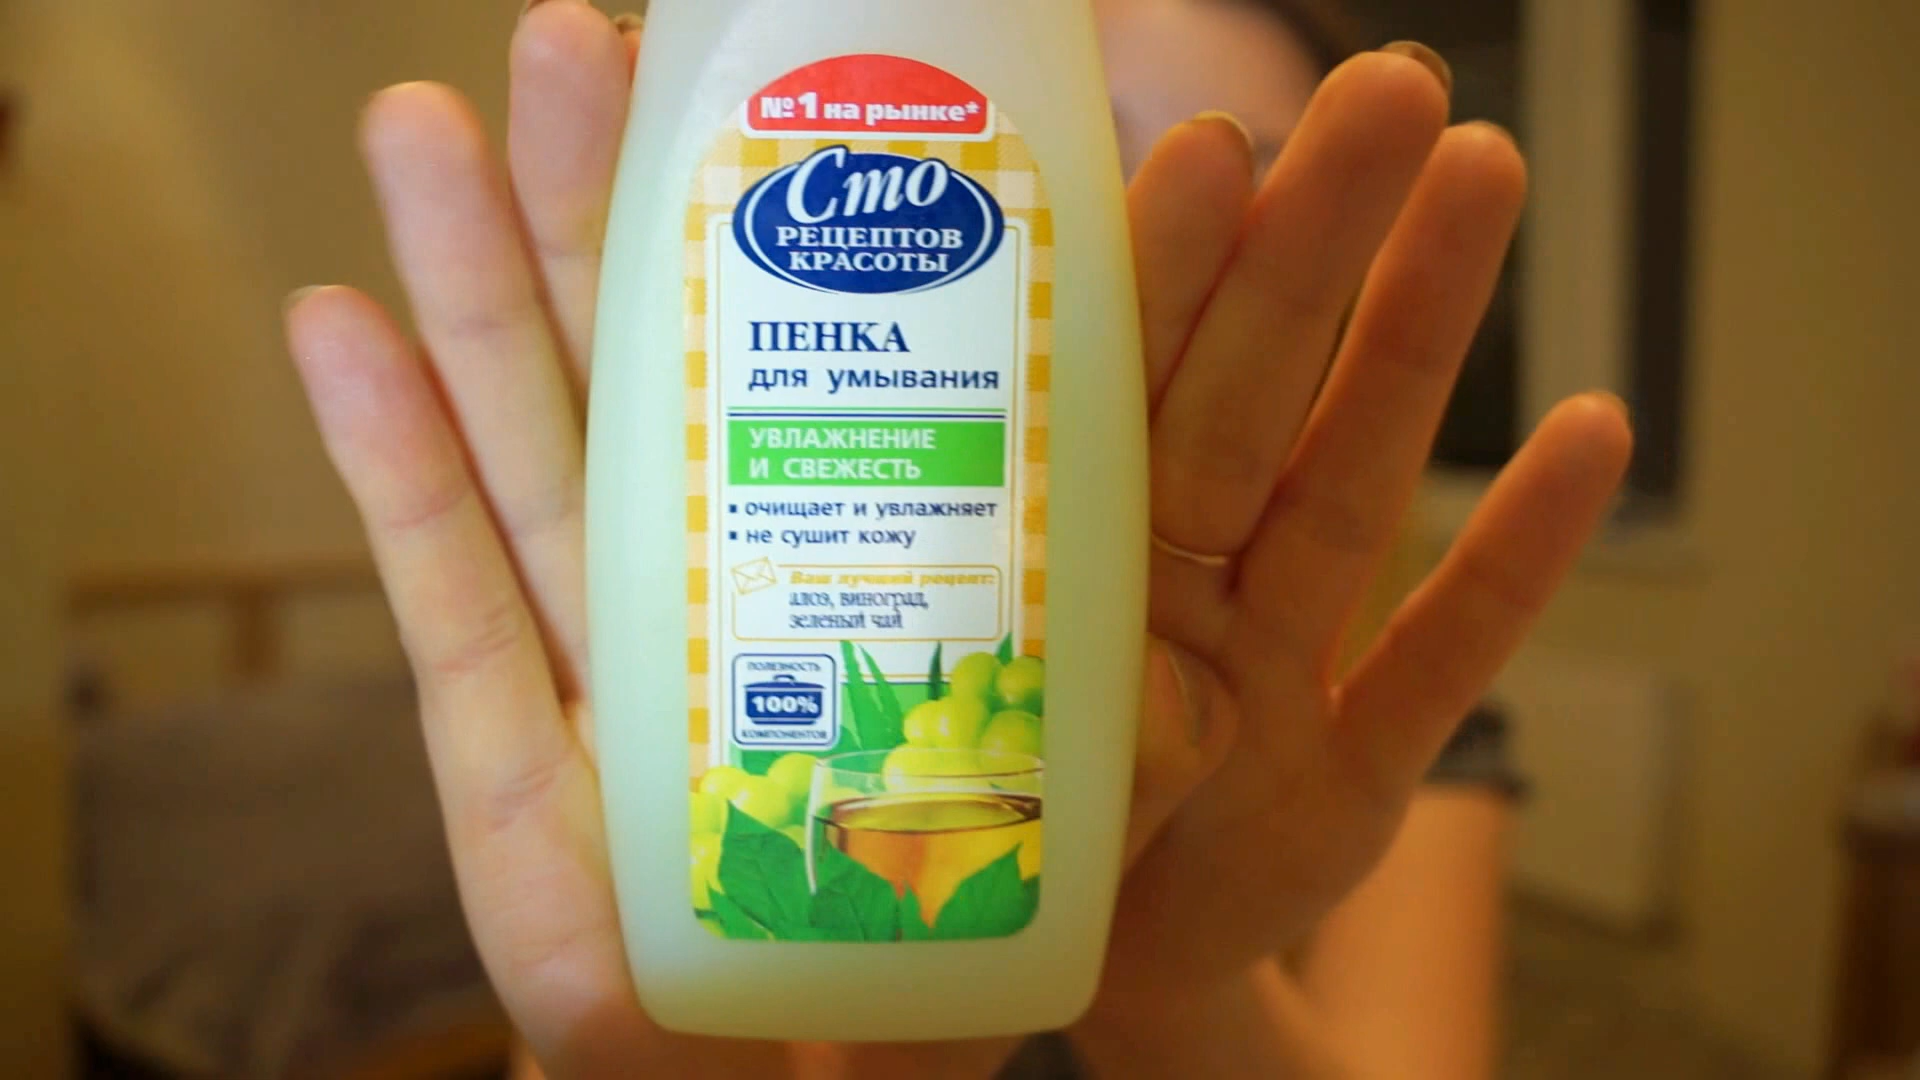 №1 на рынке*
Сто
РЕЦЕПТОВ
КРАСОТЫ
ПЕНКА
для умывания
УВЛАЖНЕНИЕ
И СВЕЖЕСТЬ
▪ очищает и увлажняет
▪ не сушит кожу
Ваш лучший рецепт:
алоэ, виноград,
зеленый чай
ПОЛЕЗНОСТЬ
100%
КОМПОНЕНТОВ